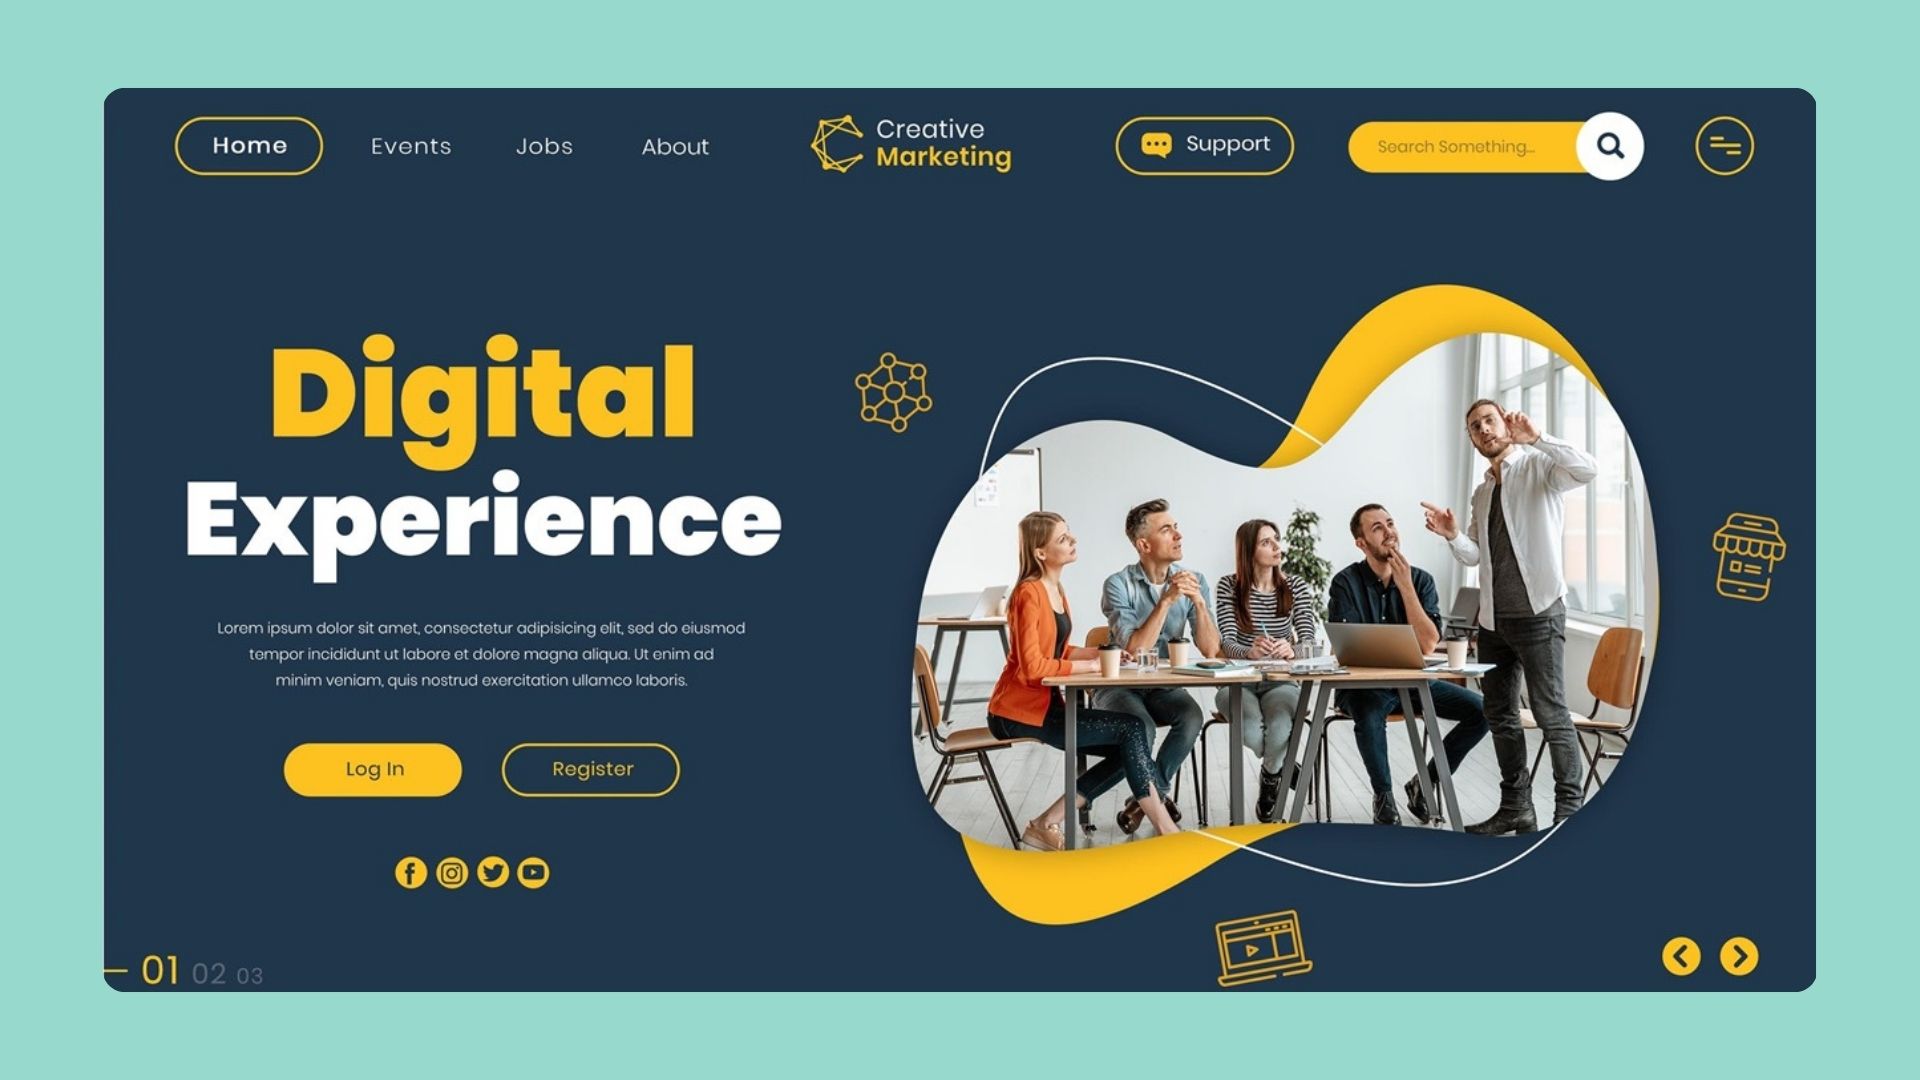 Home
Events
Jobs
About
Creative
Marketing
Support
Search Something...
Digital
Experience
Lorem ipsum dolor sit amet, consectetur adipisicing elit, sed do eiusmod
tempor incididunt ut labore et dolore magna aliqua. Ut enim ad
minim veniam, quis nostrud exercitation ullamco laboris.
Log In
Register
01
02
03